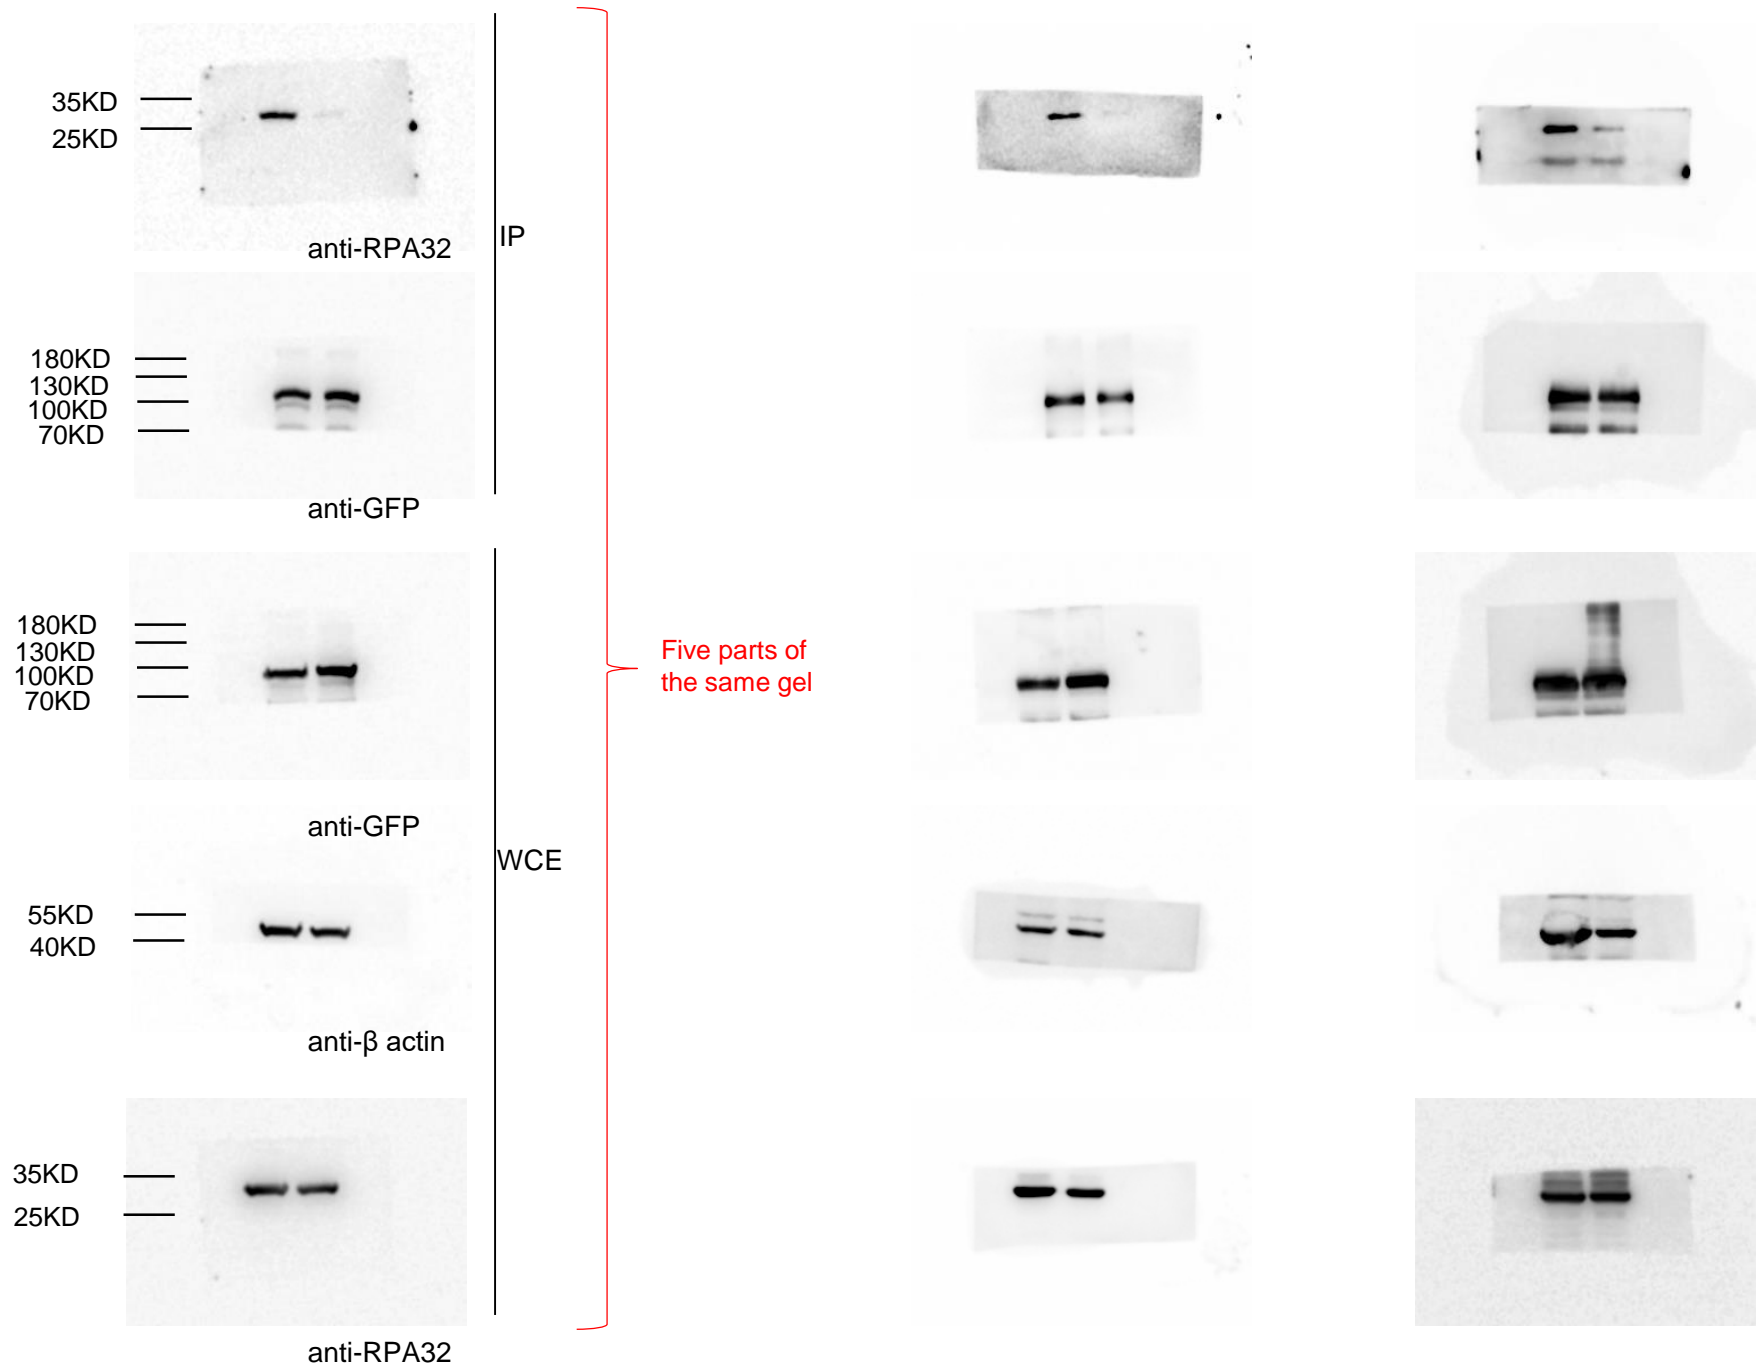 35KD
25KD
anti-RPA32
IP
180KD
130KD
100KD
70KD
anti-GFP
180KD
130KD
100KD
70KD
Five parts of
the same gel
anti-GFP
WCE
55KD
40KD
anti-β actin
35KD
25KD
anti-RPA32